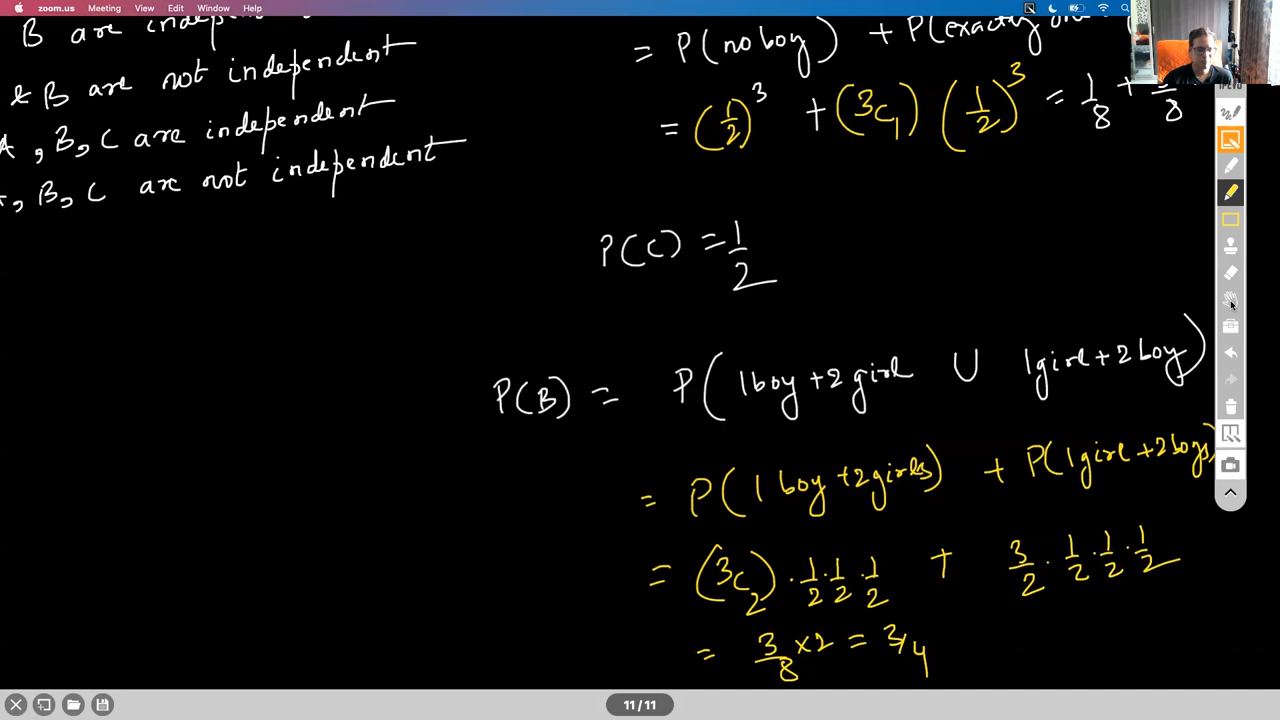 zoom.us Meeting View Edit Window Help
B are independent
& B are not independent
A, B, C are independent
A, B, C are not independent
= P(no boy) + P(exactly one
= (1/2)^3 + (3C1) (1/2)^3 = 1/8 + /8
P(C) = 1/2
P(B) = P(1boy+2girl ∪ 1girl+2boy)
= P(1boy+2girls) + P(1girl+2boys)
= (3C2) · 1/2 · 1/2 · 1/2 + 3/2 · 1/2 · 1/2 · 1/2
= 3/8 × 2 = 3/4
IPEVO
11/11